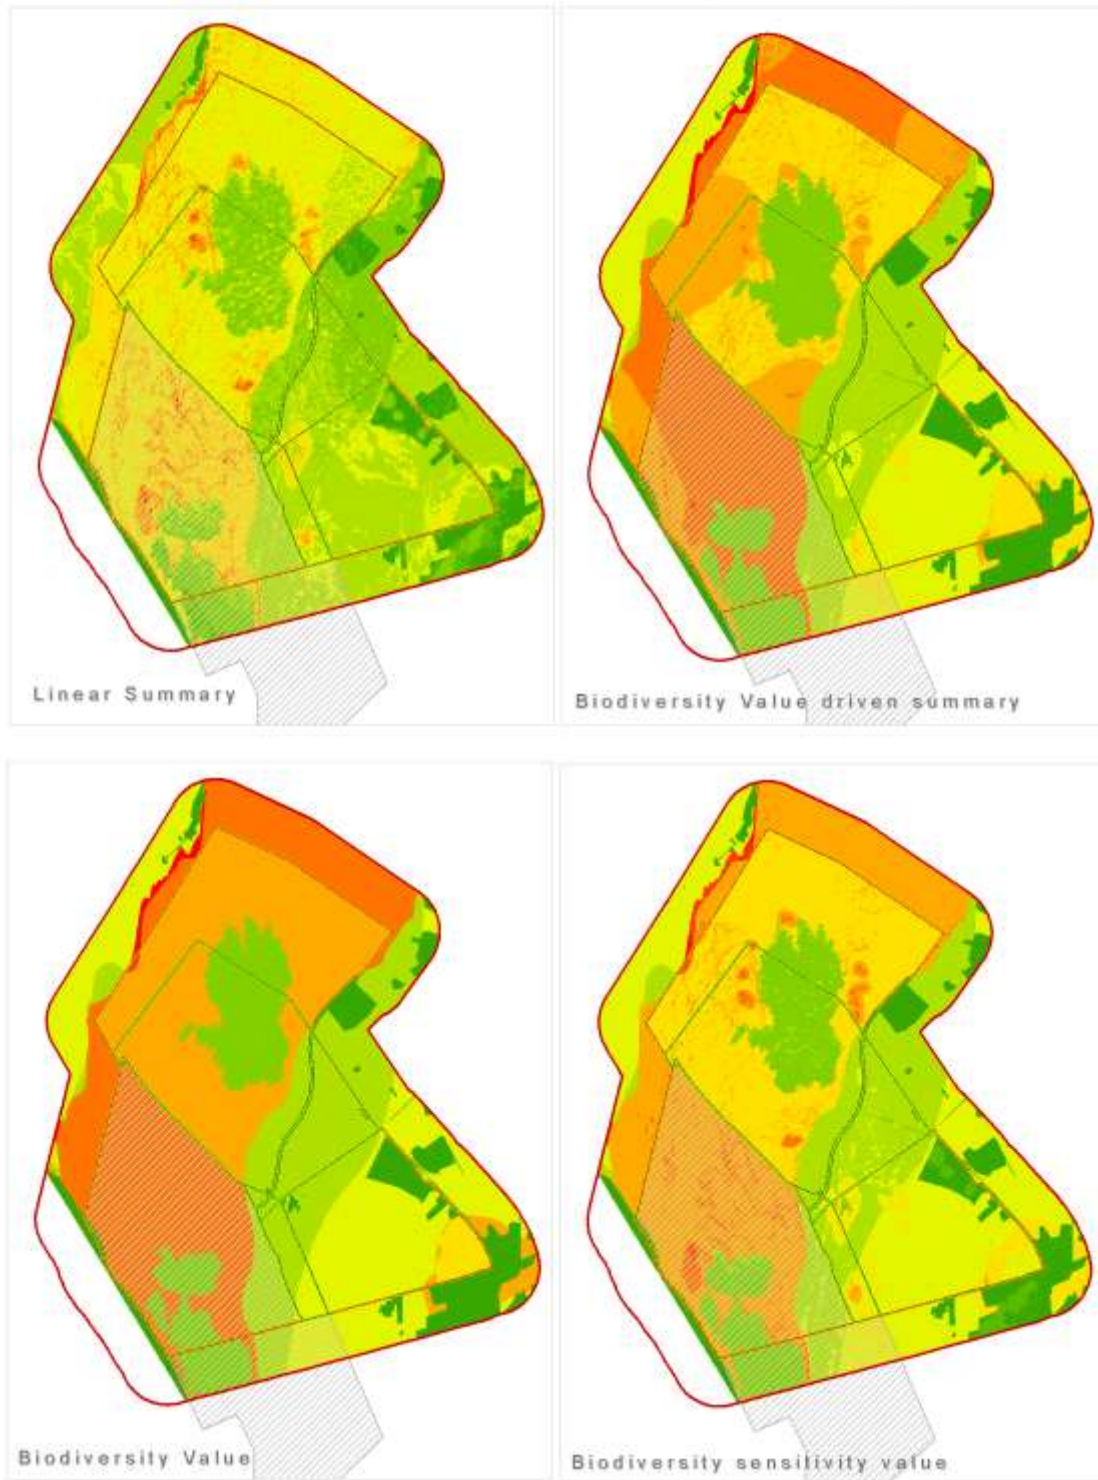 Linear Summary
Biodiversity Value driven summary
Biodiversity Value
Biodiversity sensitivity value